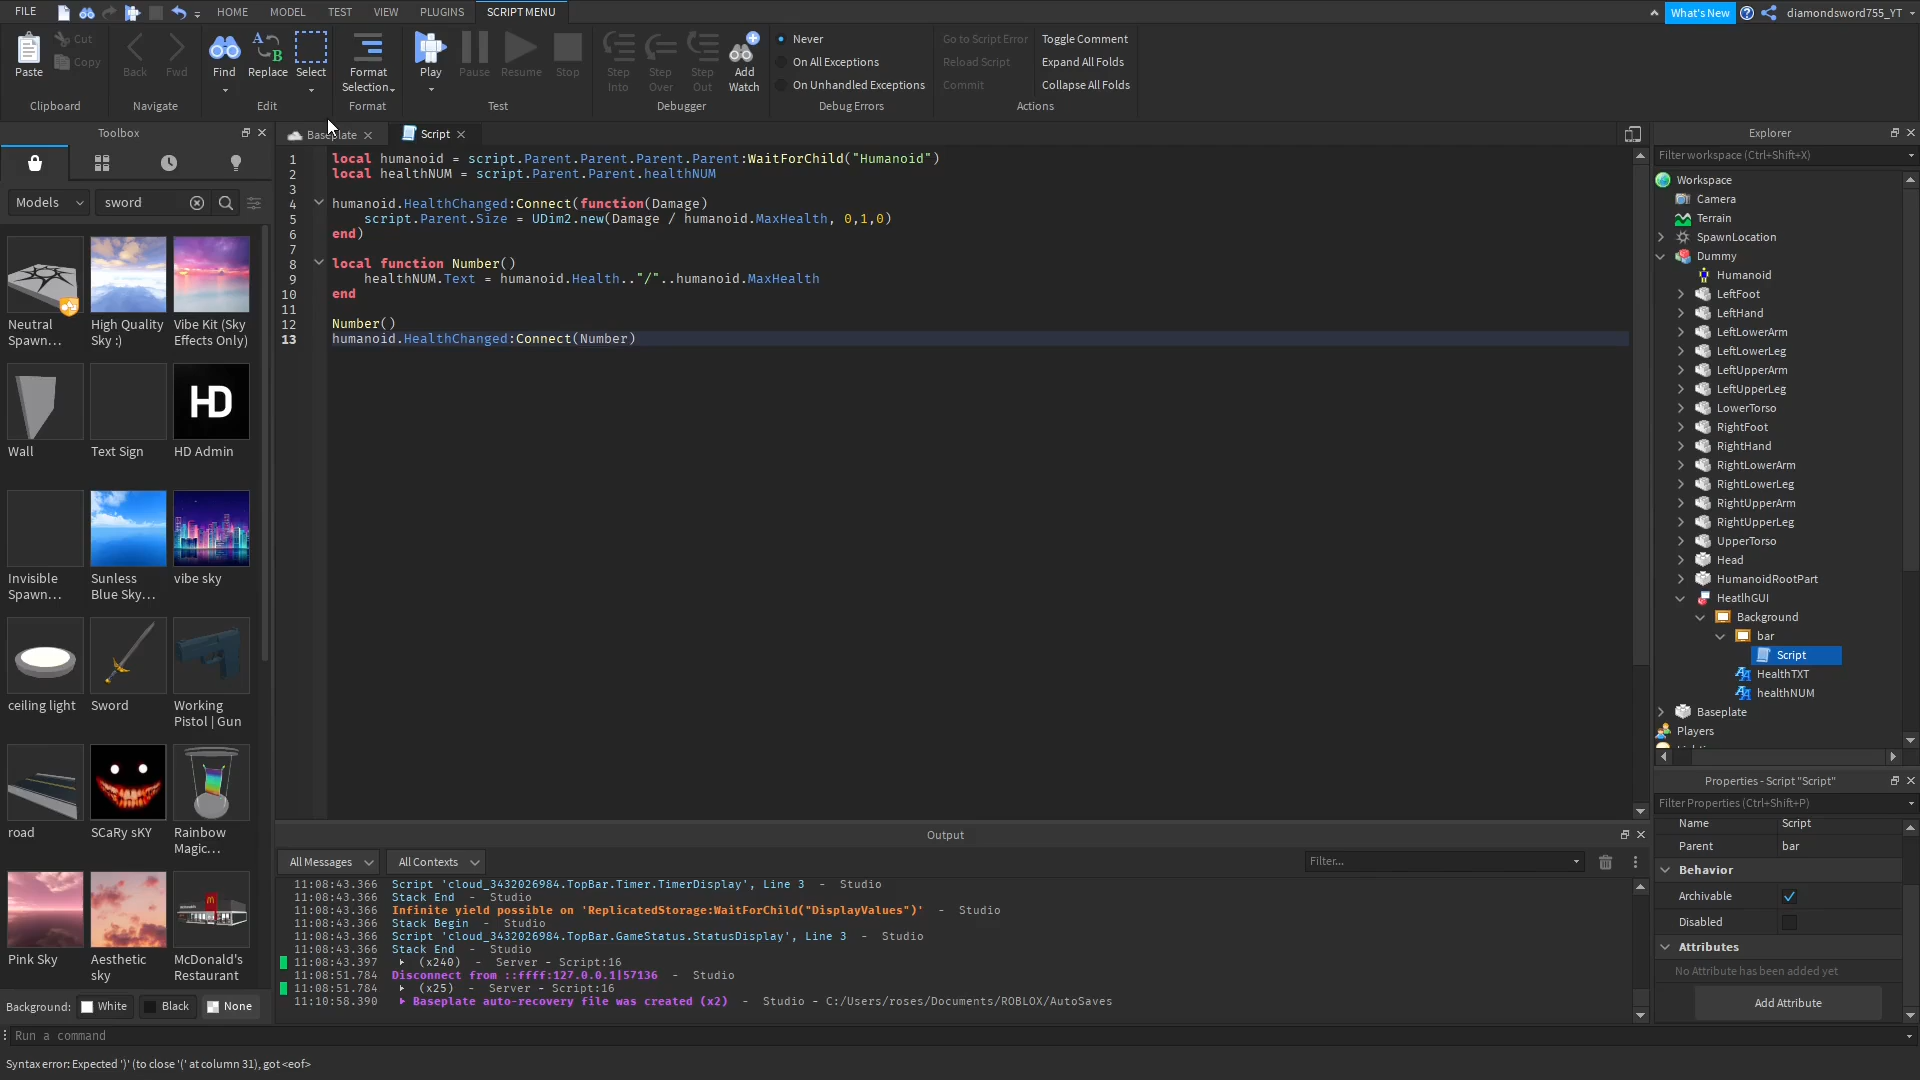 FILE
HOME
MODEL
TEST
VIEW
PLUGINS
SCRIPT MENU
What's New
diamondsword755_YT
Paste
Cut
Copy
Clipboard
Back
Fwd
Navigate
Find
Replace
Select
Edit
Format
Selection
Format
Play
Pause
Resume
Stop
Test
Step
Into
Step
Over
Step
Out
Add
Watch
Debugger
Never
On All Exceptions
On Unhandled Exceptions
Debug Errors
Go to Script Error
Reload Script
Commit
Toggle Comment
Expand All Folds
Collapse All Folds
Actions
Toolbox
Models
sword
Neutral
Spawn...
High Quality
Sky :)
Vibe Kit (Sky
Effects Only)
Wall
Text Sign
HD
HD Admin
Invisible
Spawn...
Sunless
Blue Sky...
vibe sky
ceiling light
Sword
Working
Pistol | Gun
road
SCaRy sKY
Rainbow
Magic...
Pink Sky
Aesthetic
sky
McDonald's
Restaurant
Background:
White
Black
None
Baseplate
Script
1 local humanoid = script.Parent.Parent.Parent.Parent:WaitForChild("Humanoid")
2 local healthNUM = script.Parent.Parent.healthNUM
3
4 humanoid.HealthChanged:Connect(function(Damage)
5 script.Parent.Size = UDim2.new(Damage / humanoid.MaxHealth, 0,1,0)
6 end)
7
8 local function Number()
9 healthNUM.Text = humanoid.Health.."/"..humanoid.MaxHealth
10 end
11
12 Number()
13 humanoid.HealthChanged:Connect(Number)
Output
All Messages
All Contexts
Filter...
11:08:43.366 Script 'cloud_3432026984.TopBar.Timer.TimerDisplay', Line 3 - Studio
11:08:43.366 Stack End - Studio
11:08:43.366 Infinite yield possible on 'ReplicatedStorage:WaitForChild("DisplayValues")' - Studio
11:08:43.366 Stack Begin - Studio
11:08:43.366 Script 'cloud_3432026984.TopBar.GameStatus.StatusDisplay', Line 3 - Studio
11:08:43.366 Stack End - Studio
11:08:43.397 (x240) - Server - Script:16
11:08:51.784 Disconnect from ::ffff:127.0.0.1|57136 - Studio
11:08:51.784 (x25) - Server - Script:16
11:10:58.390 Baseplate auto-recovery file was created (x2) - Studio - C:/Users/roses/Documents/ROBLOX/AutoSaves
Explorer
Filter workspace (Ctrl+Shift+X)
Workspace
Camera
Terrain
SpawnLocation
Dummy
Humanoid
LeftFoot
LeftHand
LeftLowerArm
LeftLowerLeg
LeftUpperArm
LeftUpperLeg
LowerTorso
RightFoot
RightHand
RightLowerArm
RightLowerLeg
RightUpperArm
RightUpperLeg
UpperTorso
Head
HumanoidRootPart
HeatlhGUI
Background
bar
Script
HealthTXT
healthNUM
Baseplate
Players
Properties - Script "Script"
Filter Properties (Ctrl+Shift+P)
Name Script
Parent bar
Behavior
Archivable
Disabled
Attributes
No Attribute has been added yet
Add Attribute
Run a command
Syntax error: Expected ')' (to close '(' at column 31), got <eof>